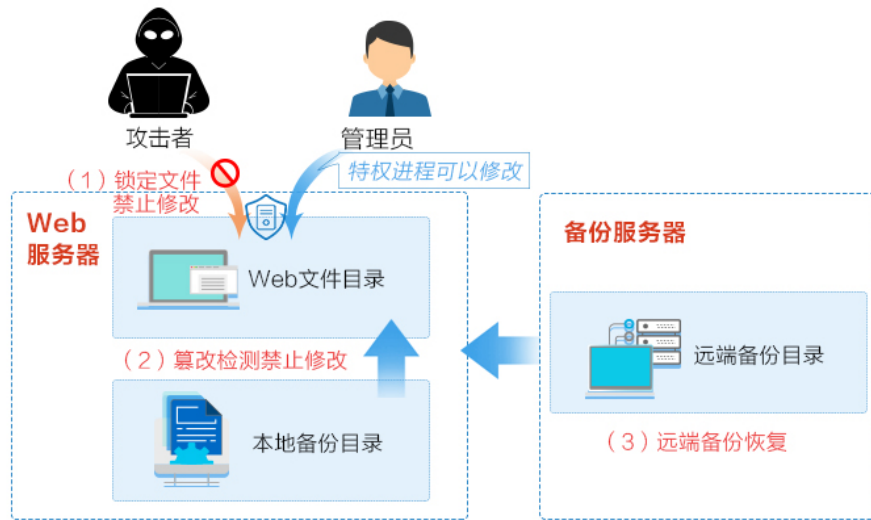 攻击者
管理员
特权进程可以修改
（1）锁定文件
禁止修改
Web
服务器
Web文件目录
（2）篡改检测禁止修改
本地备份目录
备份服务器
远端备份目录
（3）远端备份恢复